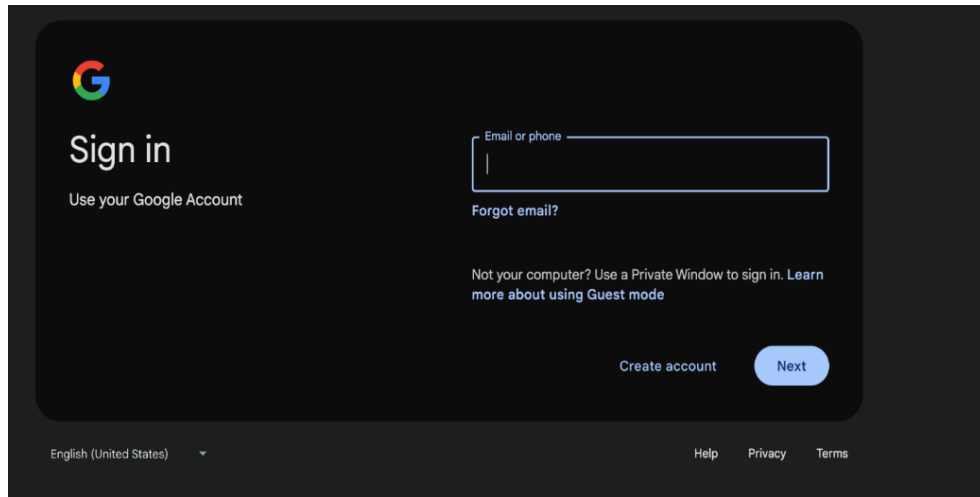 Sign in
Use your Google Account
Email or phone
Forgot email?
Not your computer? Use a Private Window to sign in. Learn
more about using Guest mode
Create account
Next
English (United States)
Help
Privacy
Terms